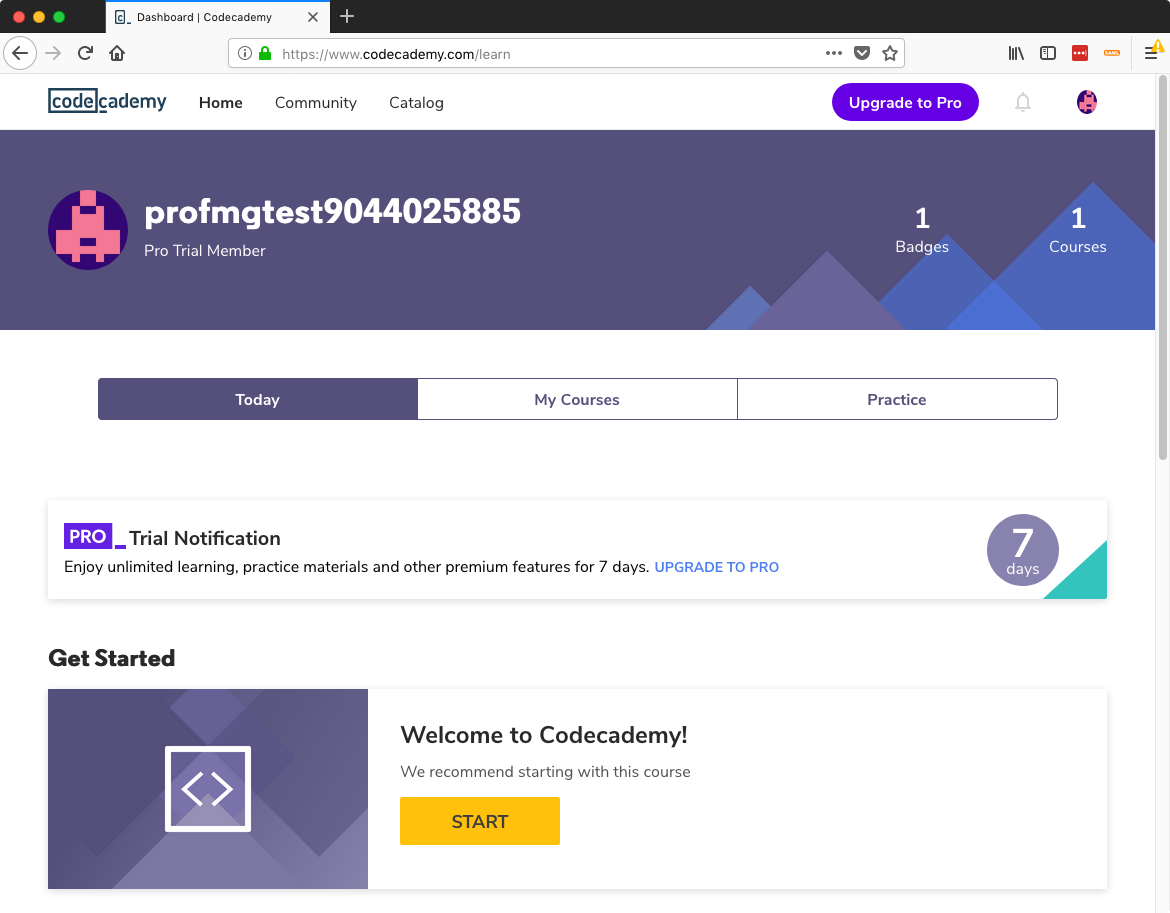 Dashboard | Codecademy
https://www.codecademy.com/learn
codecademy
Home
Community
Catalog
Upgrade to Pro
profmgtest9044025885
Pro Trial Member
1
Badges
1
Courses
Today
My Courses
Practice
PRO_ Trial Notification
Enjoy unlimited learning, practice materials and other premium features for 7 days. UPGRADE TO PRO
7
days
Get Started
Welcome to Codecademy!
We recommend starting with this course
START